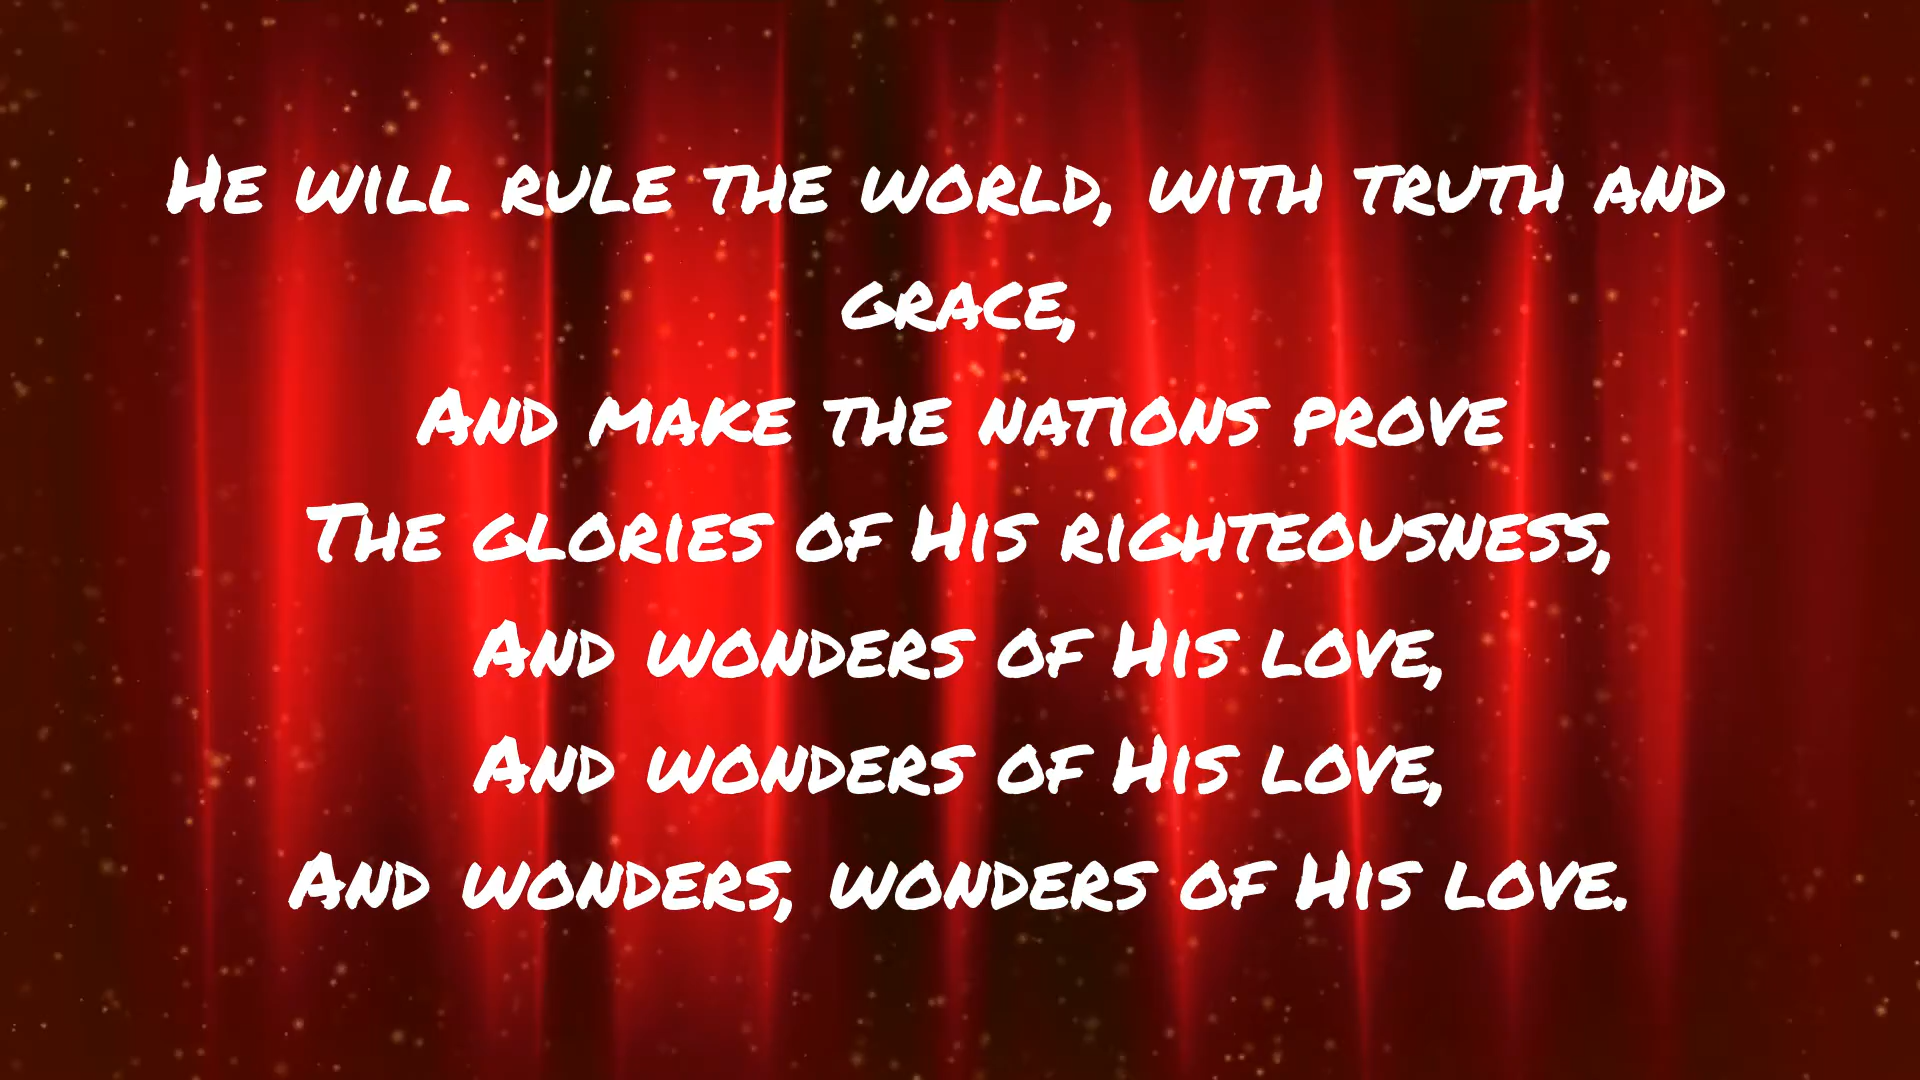 He will rule the world, with truth and
grace,
And make the nations prove
The glories of His righteousness,
And wonders of His love,
And wonders of His love,
And wonders, wonders of His love.